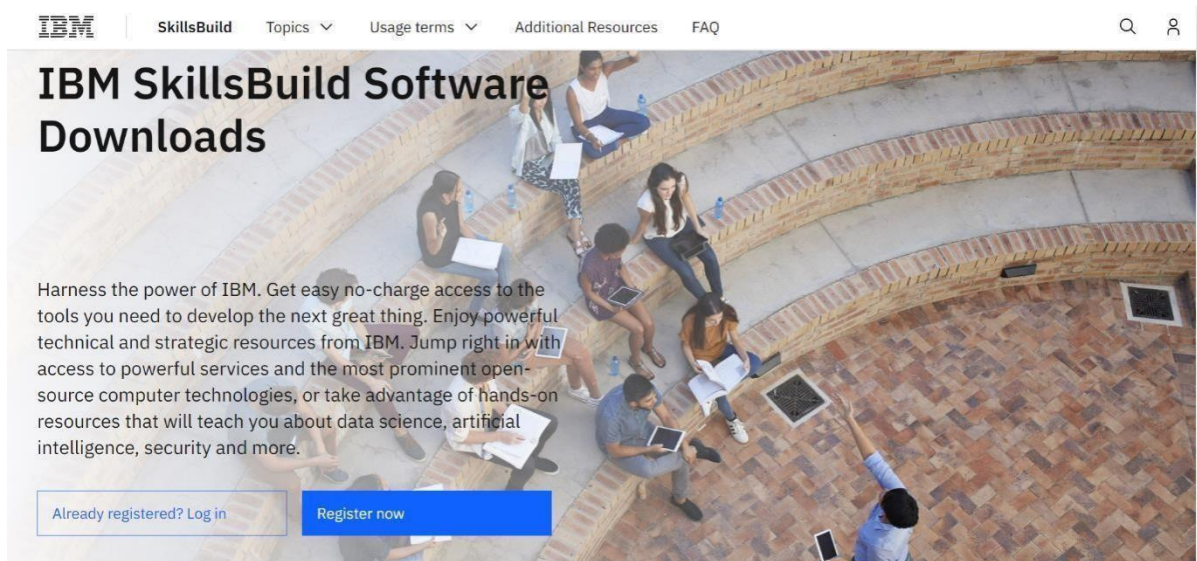 IBM SkillsBuild Topics Usage terms Additional Resources FAQ
IBM SkillsBuild Software
Downloads
Harness the power of IBM. Get easy no-charge access to the
tools you need to develop the next great thing. Enjoy powerful
technical and strategic resources from IBM. Jump right in with
access to powerful services and the most prominent open-
source computer technologies, or take advantage of hands-on
resources that will teach you about data science, artificial
intelligence, security and more.
Already registered? Log in Register now